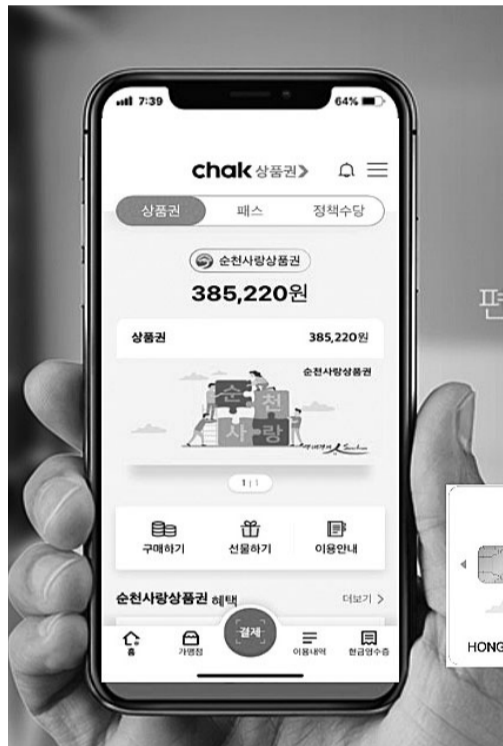 7:39 64%
chak 상품권
상품권 패스 정책수당
순천사랑상품권
385,220원
상품권 385,220원
순천사랑상품권
순천
사랑
1 | 1
구매하기 선물하기 이용안내
순천사랑상품권 혜택 더보기 >
홈 가맹점 결제 이용내역 현금영수증
편
HONG